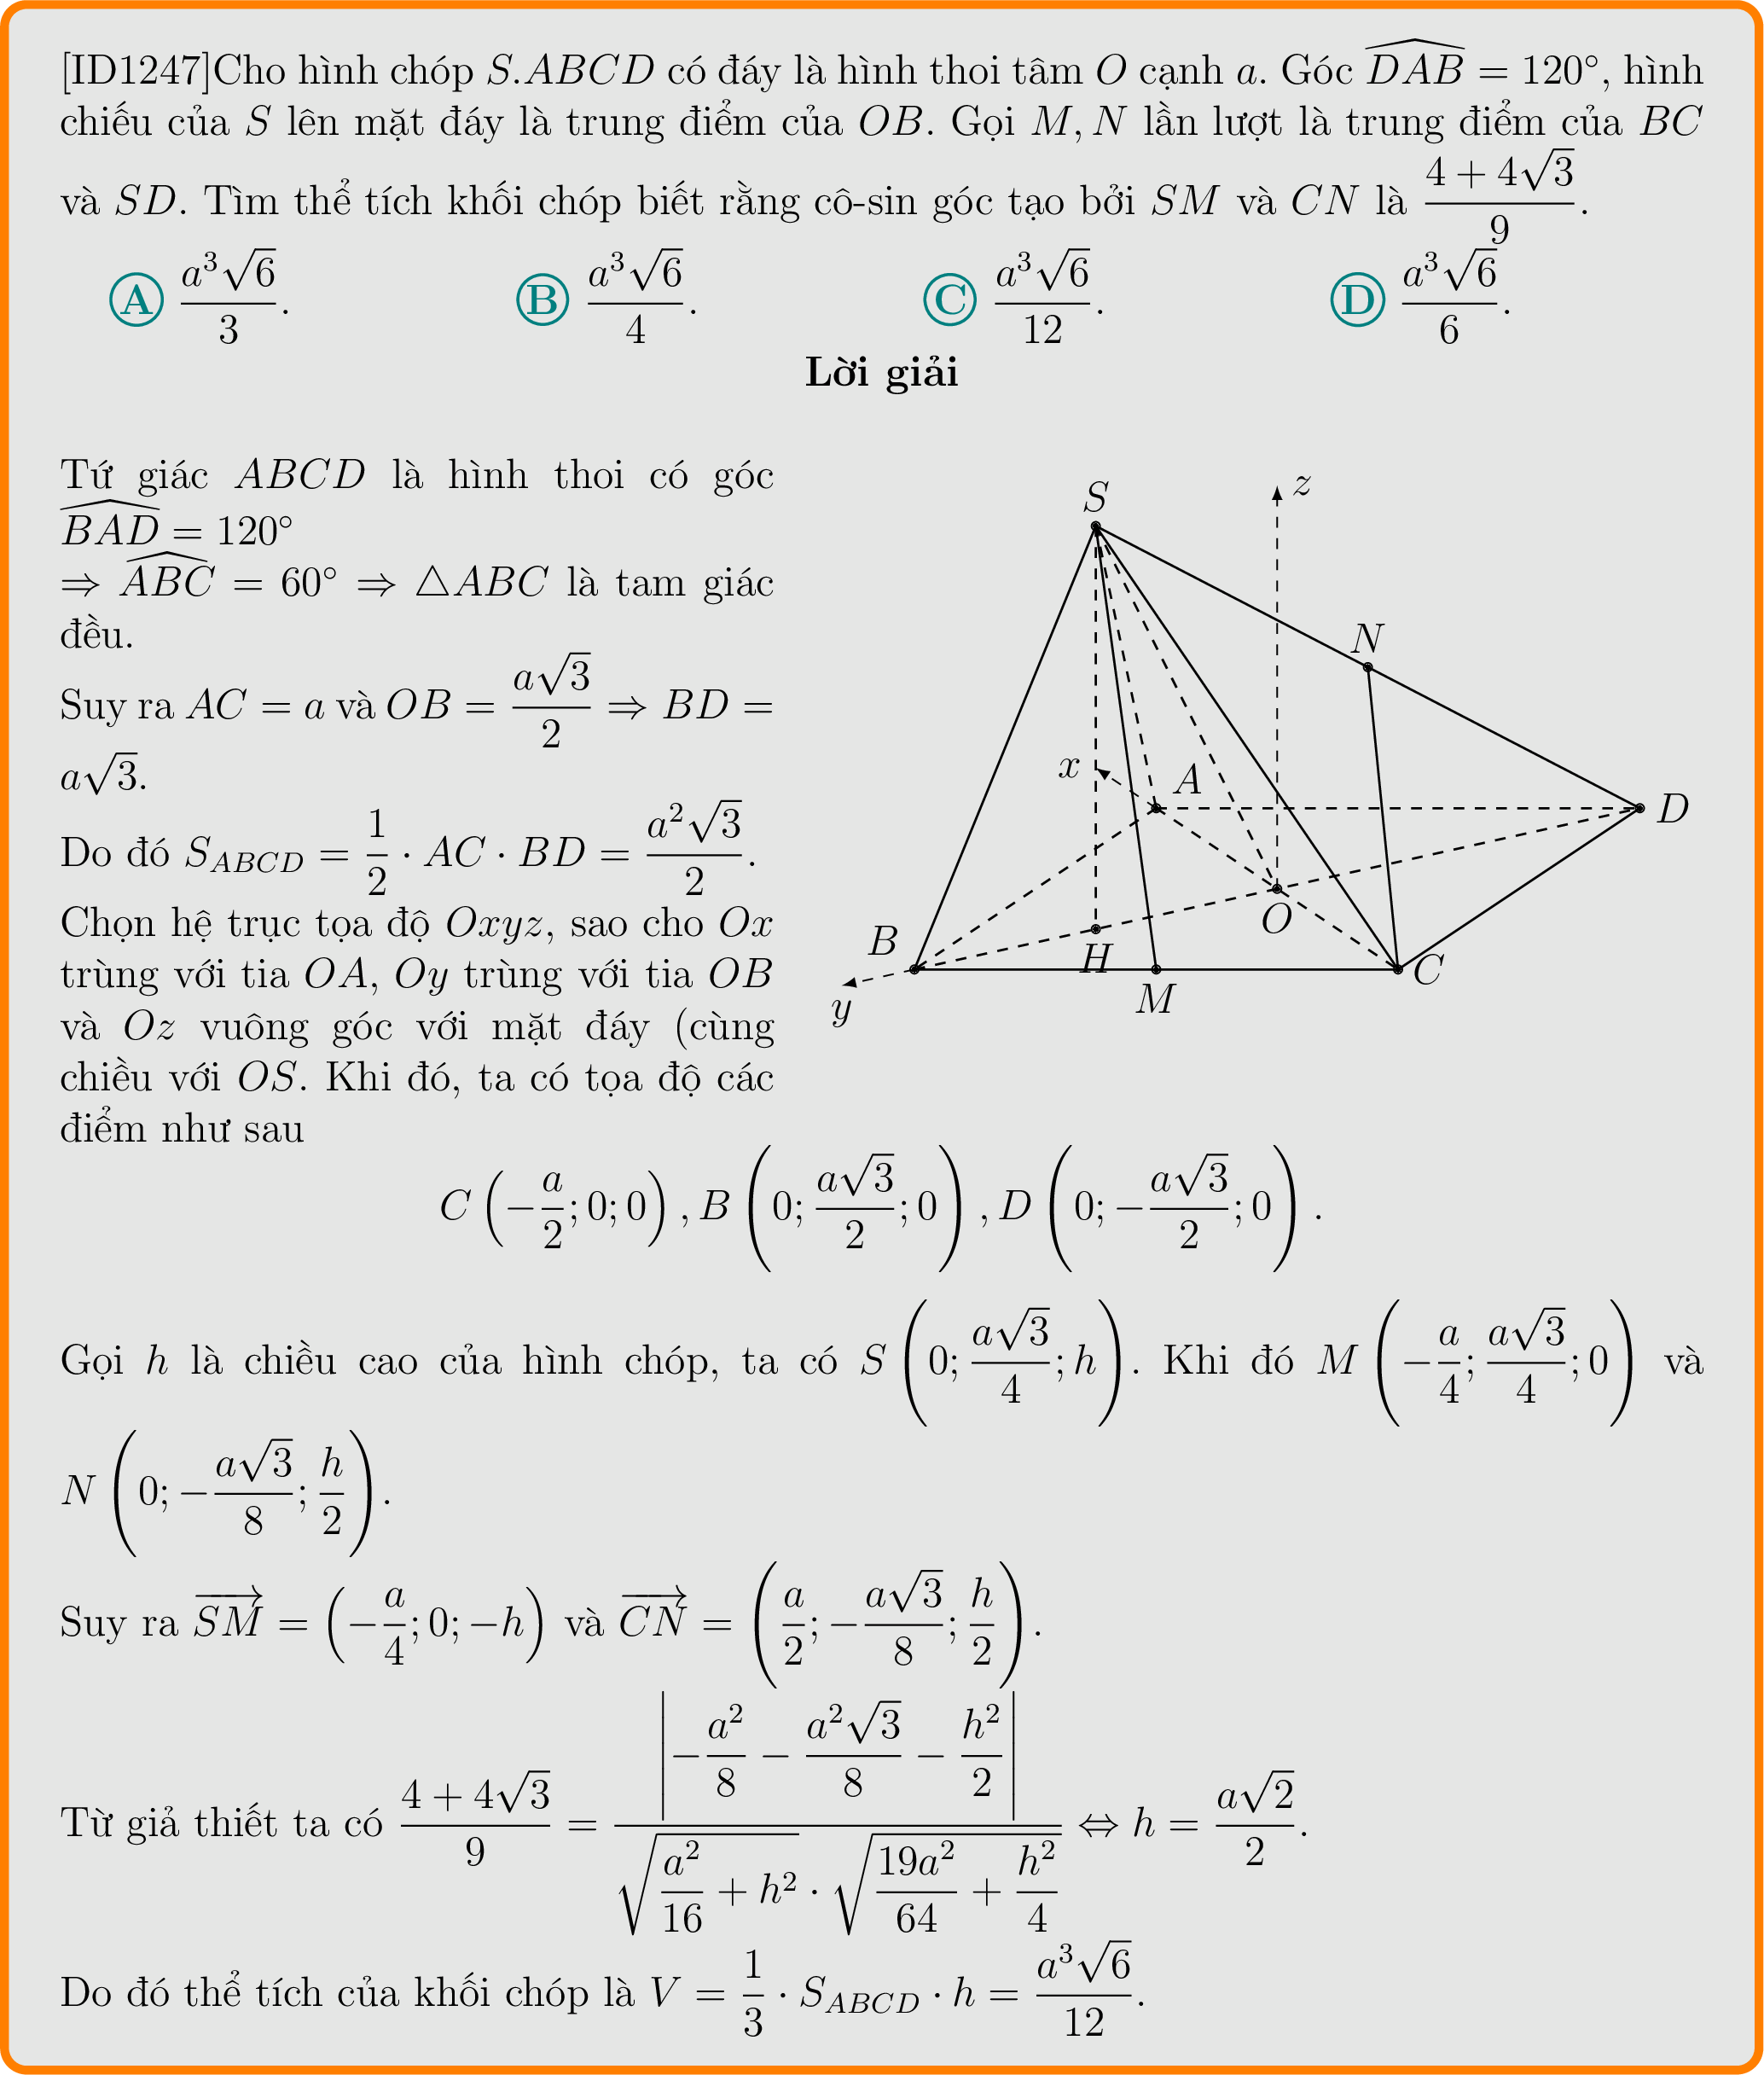 [ID1247]Cho hình chóp S.ABCD có đáy là hình thoi tâm O cạnh a. Góc $\widehat{DAB} = 120^\circ$, hình
chiếu của S lên mặt đáy là trung điểm của OB. Gọi M, N lần lượt là trung điểm của BC
và SD. Tìm thể tích khối chóp biết rằng cô-sin góc tạo bởi SM và CN là $\frac{4+4\sqrt{3}}{9}$.
A $\frac{a^3\sqrt{6}}{3}$. B $\frac{a^3\sqrt{6}}{4}$. C $\frac{a^3\sqrt{6}}{12}$. D $\frac{a^3\sqrt{6}}{6}$.
Lời giải
Tứ giác ABCD là hình thoi có góc
$\widehat{BAD} = 120^\circ$
$\Rightarrow \widehat{ABC} = 60^\circ \Rightarrow \triangle ABC$ là tam giác
đều.
Suy ra $AC = a$ và $OB = \frac{a\sqrt{3}}{2} \Rightarrow BD =$
$a\sqrt{3}$.
Do đó $S_{ABCD} = \frac{1}{2} \cdot AC \cdot BD = \frac{a^2\sqrt{3}}{2}$.
Chọn hệ trục tọa độ Oxyz, sao cho Ox
trùng với tia OA, Oy trùng với tia OB
và Oz vuông góc với mặt đáy (cùng
chiều với OS. Khi đó, ta có tọa độ các
điểm như sau
S
z
N
x
A
D
O
B
H
C
M
y
$C\left(-\frac{a}{2}; 0; 0\right), B\left(0; \frac{a\sqrt{3}}{2}; 0\right), D\left(0; -\frac{a\sqrt{3}}{2}; 0\right).$
Gọi h là chiều cao của hình chóp, ta có $S\left(0; \frac{a\sqrt{3}}{4}; h\right)$. Khi đó $M\left(-\frac{a}{4}; \frac{a\sqrt{3}}{4}; 0\right)$ và
$N\left(0; -\frac{a\sqrt{3}}{8}; \frac{h}{2}\right)$.
Suy ra $\overrightarrow{SM} = \left(-\frac{a}{4}; 0; -h\right)$ và $\overrightarrow{CN} = \left(\frac{a}{2}; -\frac{a\sqrt{3}}{8}; \frac{h}{2}\right)$.
Từ giả thiết ta có $\frac{4+4\sqrt{3}}{9} = \frac{\left|-\frac{a^2}{8} - \frac{a^2\sqrt{3}}{8} - \frac{h^2}{2}\right|}{\sqrt{\frac{a^2}{16} + h^2} \cdot \sqrt{\frac{19a^2}{64} + \frac{h^2}{4}}} \Leftrightarrow h = \frac{a\sqrt{2}}{2}$.
Do đó thể tích của khối chóp là $V = \frac{1}{3} \cdot S_{ABCD} \cdot h = \frac{a^3\sqrt{6}}{12}$.